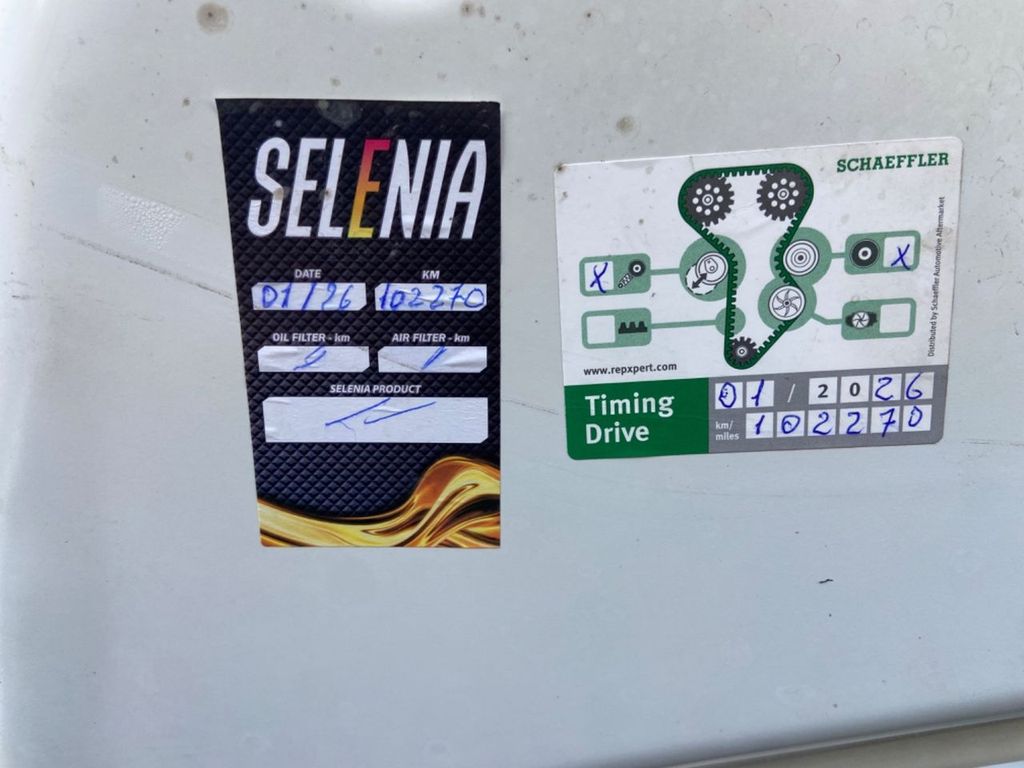 SELENIA
DATE KM
01/26 102270
OIL FILTER - km AIR FILTER - km
SELENIA PRODUCT
SCHAEFFLER
X X
Distributed by Schaeffler Automotive Aftermarket
www.repxpert.com
Timing
Drive
01 / 2026
km/
miles
102270